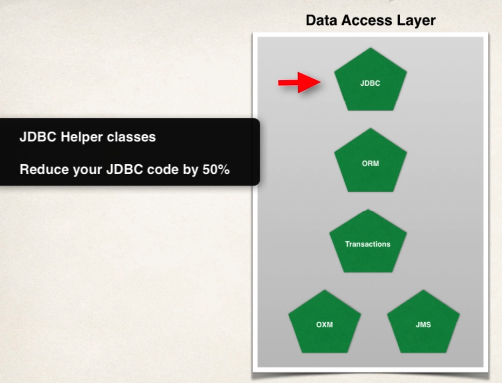 Data Access Layer
JDBC
JDBC Helper classes
Reduce your JDBC code by 50%
ORM
Transactions
OXM
JMS